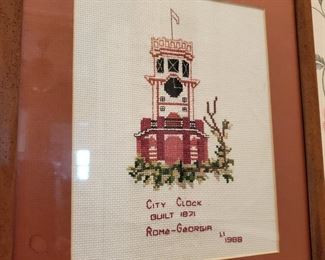 City Clock
Built 1871
Rome-Georgia
1988